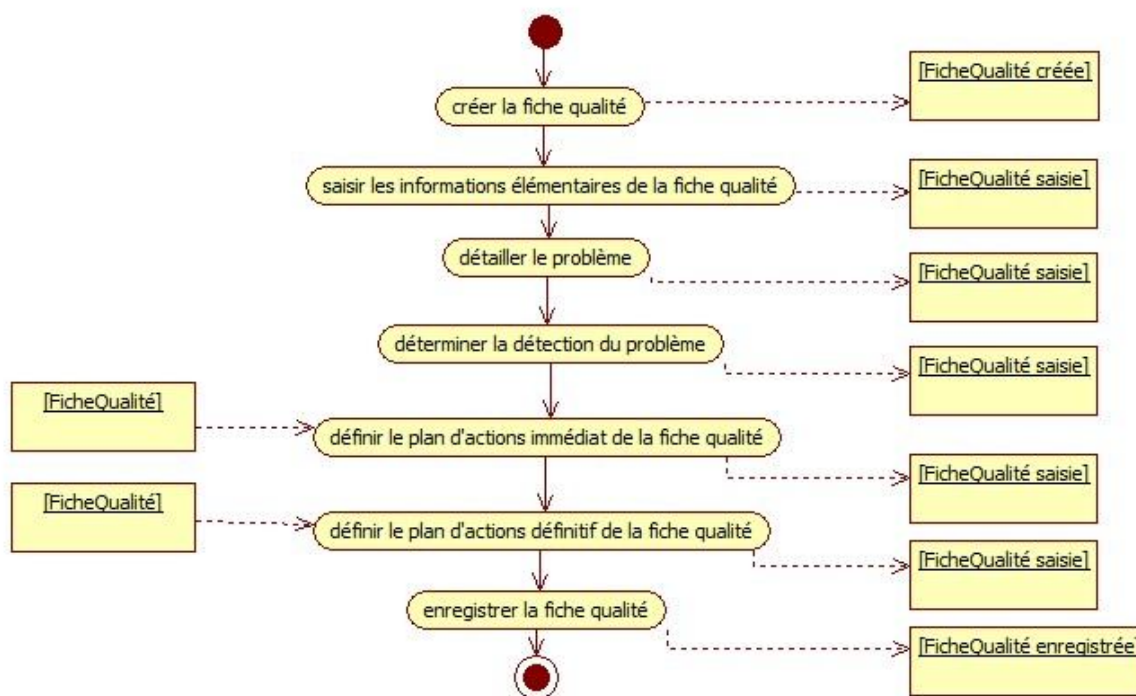 [FicheQualité créée]
créer la fiche qualité
[FicheQualité saisie]
saisir les informations élémentaires de la fiche qualité
détailler le problème
[FicheQualité saisie]
déterminer la détection du problème
[FicheQualité saisie]
[FicheQualité]
définir le plan d'actions immédiat de la fiche qualité
[FicheQualité saisie]
[FicheQualité]
définir le plan d'actions définitif de la fiche qualité
[FicheQualité saisie]
enregistrer la fiche qualité
[FicheQualité enregistrée]